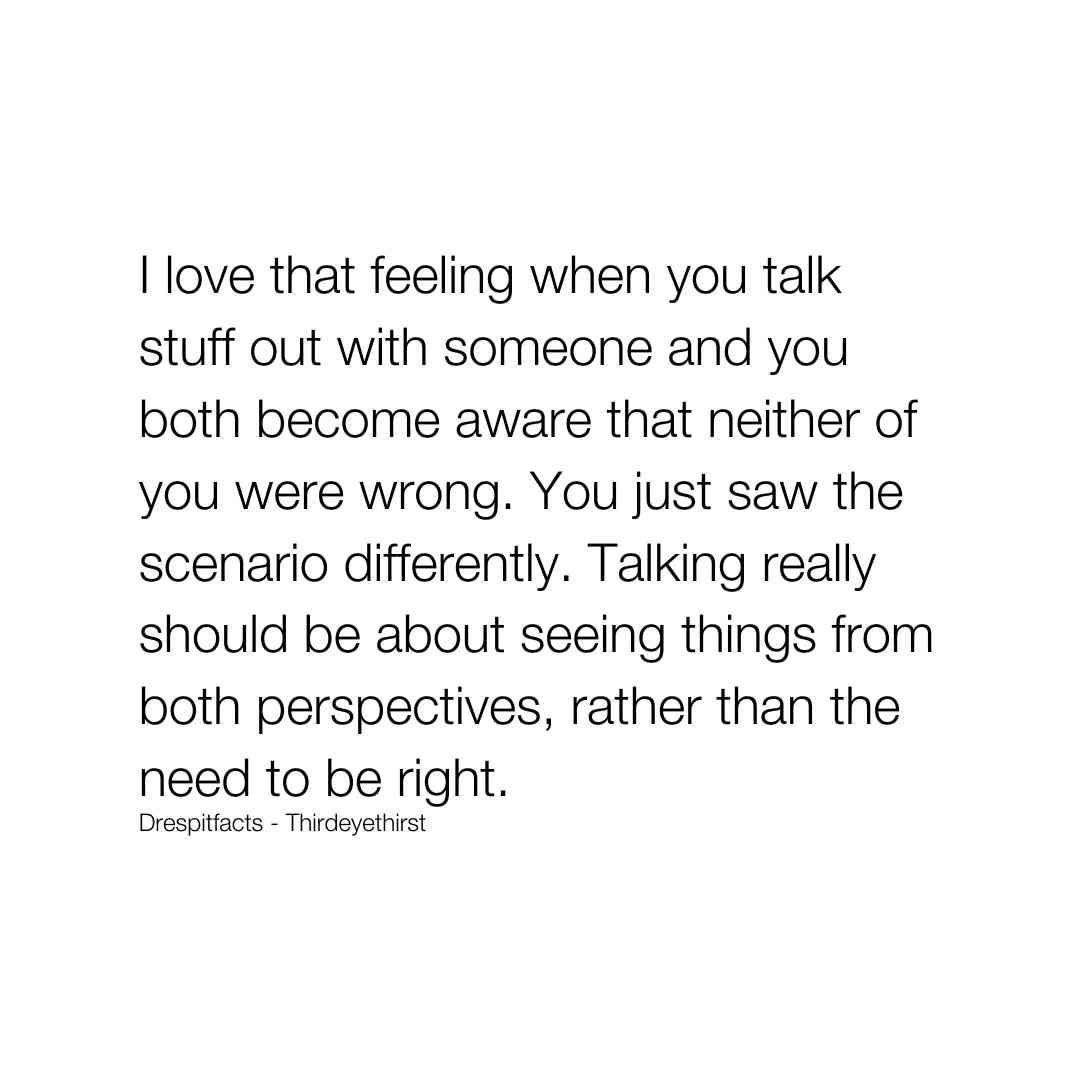 I love that feeling when you talk
stuff out with someone and you
both become aware that neither of
you were wrong. You just saw the
scenario differently. Talking really
should be about seeing things from
both perspectives, rather than the
need to be right.
Drespitfacts - Thirdeyethirst